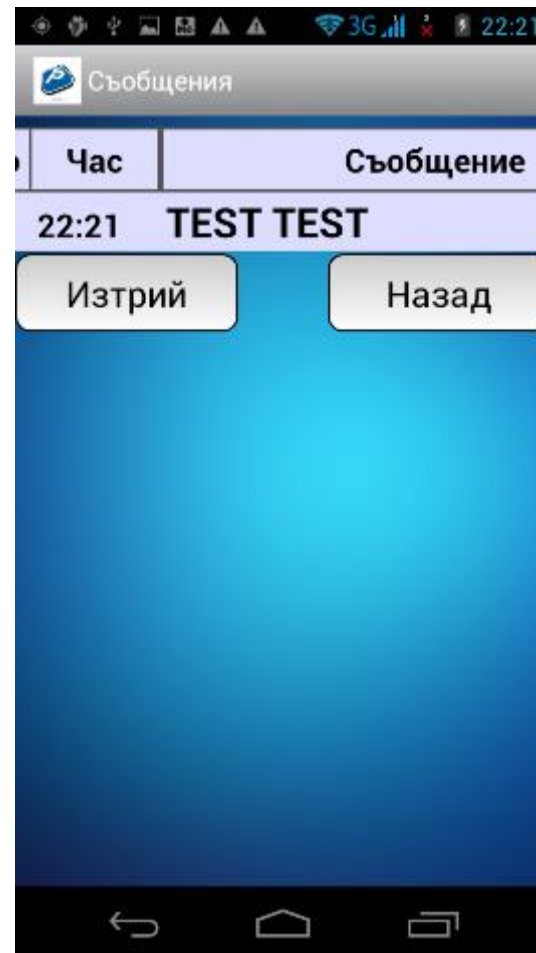 3G 22:21
Съобщения
Час Съобщение
22:21 TEST TEST
Изтрий Назад